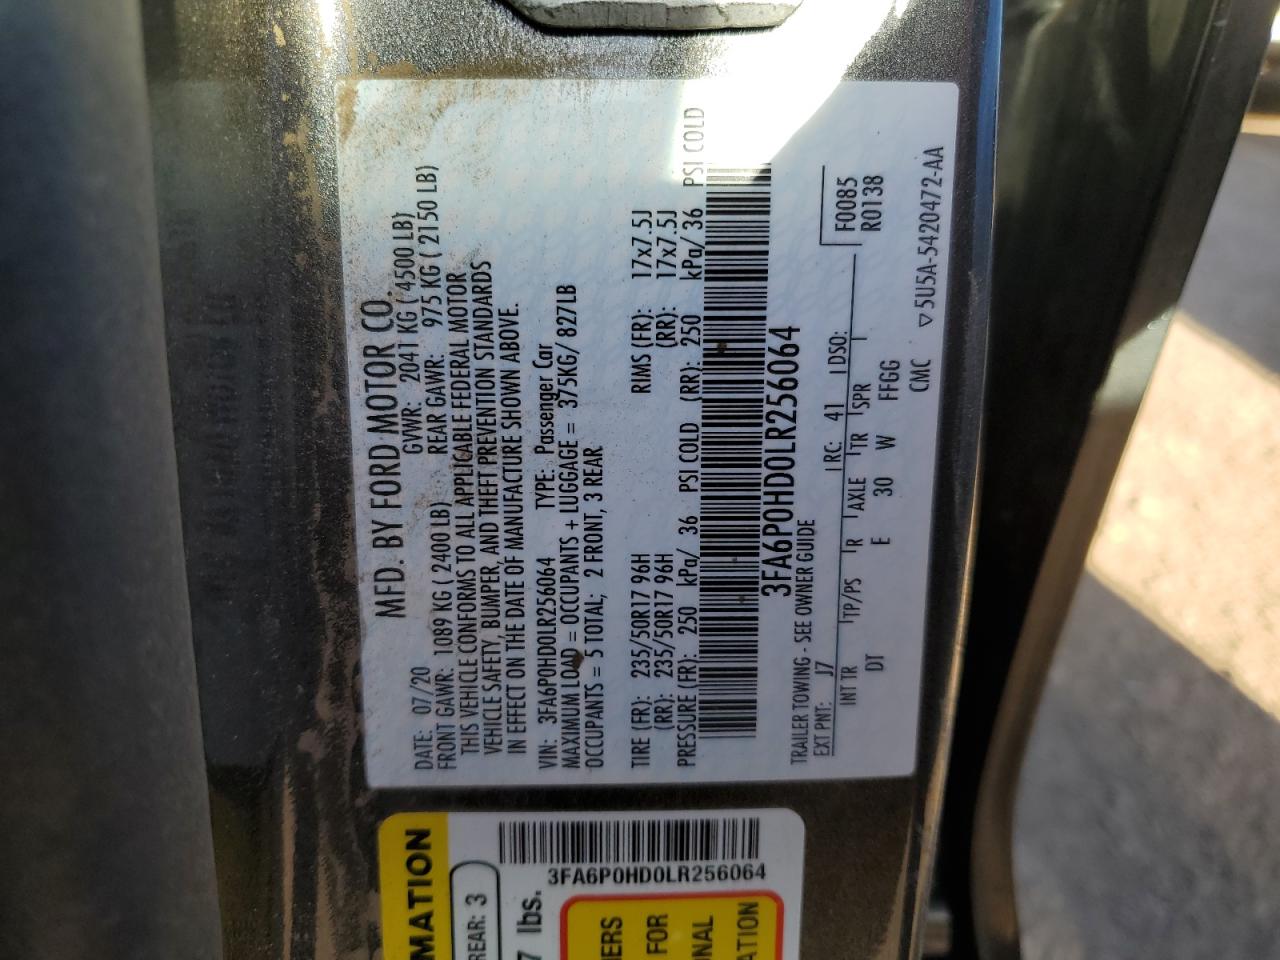 MFD. BY FORD MOTOR CO.
DATE: 07/20 GVWR: 2041 KG ( 4500 LB)
FRONT GAWR: 1089 KG ( 2400 LB) REAR GAWR: 975 KG ( 2150 LB)
THIS VEHICLE CONFORMS TO ALL APPLICABLE FEDERAL MOTOR
VEHICLE SAFETY, BUMPER, AND THEFT PREVENTION STANDARDS
IN EFFECT ON THE DATE OF MANUFACTURE SHOWN ABOVE.
VIN: 3FA6P0HD0LR256064 TYPE: Passenger Car
MAXIMUM LOAD = OCCUPANTS + LUGGAGE = 375KG/ 827LB
OCCUPANTS = 5 TOTAL; 2 FRONT, 3 REAR
TIRE (FR): 235/50R17 96H RIMS (FR): 17x7.5J
(RR): 235/50R17 96H (RR): 17x7.5J
PRESSURE (FR): 250 kPa/ 36 PSI COLD (RR): 250 kPa/ 36 PSI COLD
3FA6P0HD0LR256064
TRAILER TOWING - SEE OWNER GUIDE F0085
EXT PNT: J7 RC: 41 DSO: R0138
INT TR TP/PS R AXLE TR SPR
DT E 30 W FFGG
CMC ▽5U5A-5420472-AA
MATION
REAR: 3
7 lbs.
3FA6P0HD0LR256064
IERS
FOR
NAL
ATION